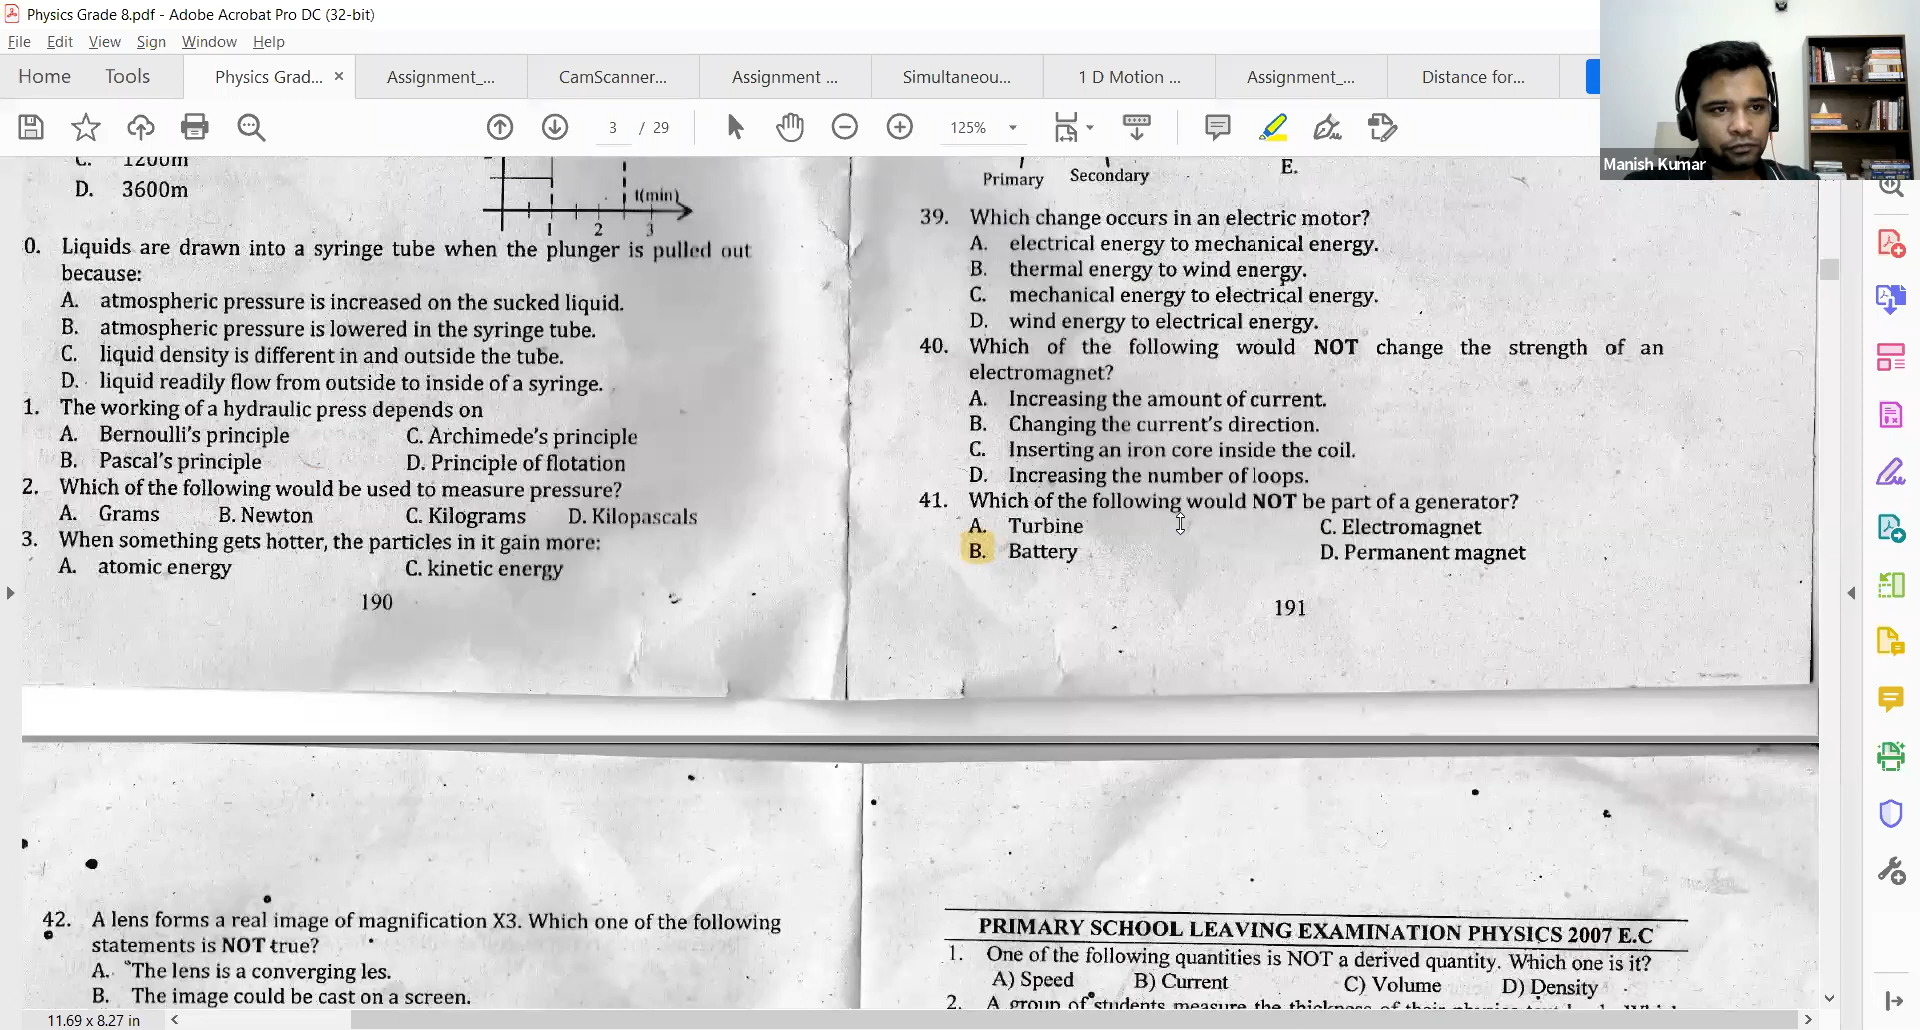 Physics Grade 8.pdf - Adobe Acrobat Pro DC (32-bit)
File Edit View Sign Window Help
Home Tools Physics Grad... × Assignment_... CamScanner... Assignment ... Simultaneou... 1 D Motion ... Assignment_... Distance for...
3 / 29 125%
Manish Kumar
C. 1200m
D. 3600m
t(min)
1 2 3
0. Liquids are drawn into a syringe tube when the plunger is pulled out
because:
A. atmospheric pressure is increased on the sucked liquid.
B. atmospheric pressure is lowered in the syringe tube.
C. liquid density is different in and outside the tube.
D. liquid readily flow from outside to inside of a syringe.
1. The working of a hydraulic press depends on
A. Bernoulli's principle C. Archimede's principle
B. Pascal's principle D. Principle of flotation
2. Which of the following would be used to measure pressure?
A. Grams B. Newton C. Kilograms D. Kilopascals
3. When something gets hotter, the particles in it gain more:
A. atomic energy C. kinetic energy
190
Primary Secondary E.
39. Which change occurs in an electric motor?
A. electrical energy to mechanical energy.
B. thermal energy to wind energy.
C. mechanical energy to electrical energy.
D. wind energy to electrical energy.
40. Which of the following would NOT change the strength of an
electromagnet?
A. Increasing the amount of current.
B. Changing the current's direction.
C. Inserting an iron core inside the coil.
D. Increasing the number of loops.
41. Which of the following would NOT be part of a generator?
A. Turbine C. Electromagnet
B. Battery D. Permanent magnet
191
42. A lens forms a real image of magnification X3. Which one of the following
statements is NOT true?
A. The lens is a converging les.
B. The image could be cast on a screen.
PRIMARY SCHOOL LEAVING EXAMINATION PHYSICS 2007 E.C
1. One of the following quantities is NOT a derived quantity. Which one is it?
A) Speed B) Current C) Volume D) Density
2. A group of students measure the thickness of their physics
11.69 x 8.27 in